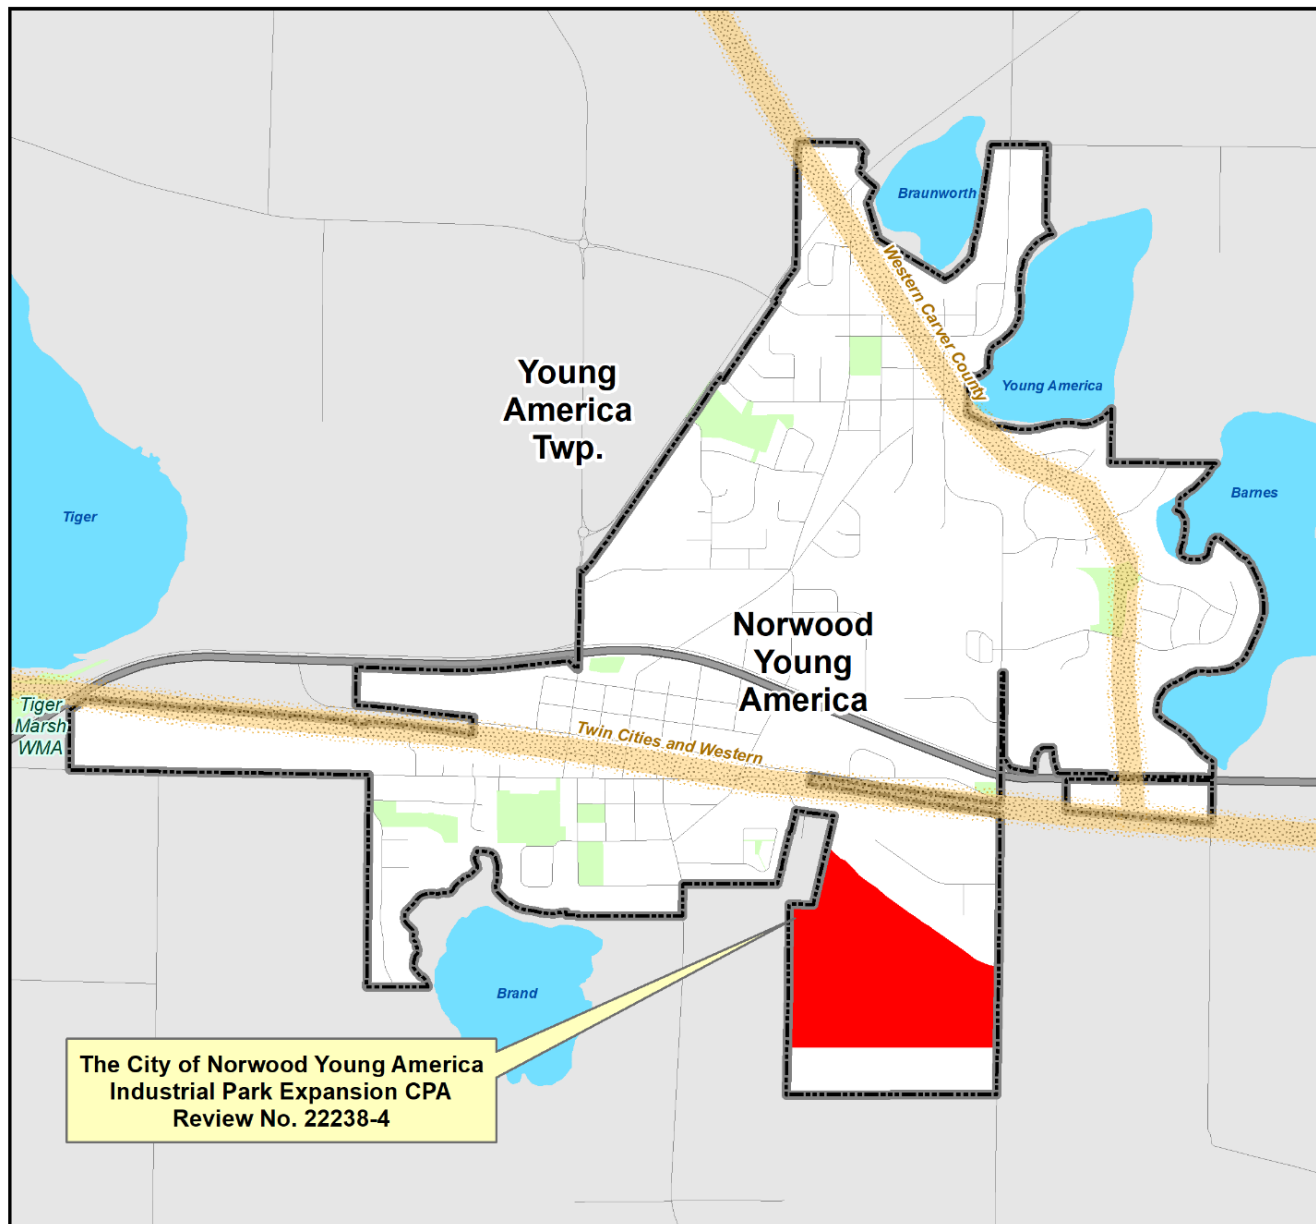 Braunworth
Western Carver County
Young
America
Twp.
Young America
Tiger
Barnes
Norwood
Young
America
Tiger
Marsh
WMA
Twin Cities and Western
Brand
The City of Norwood Young America
Industrial Park Expansion CPA
Review No. 22238-4